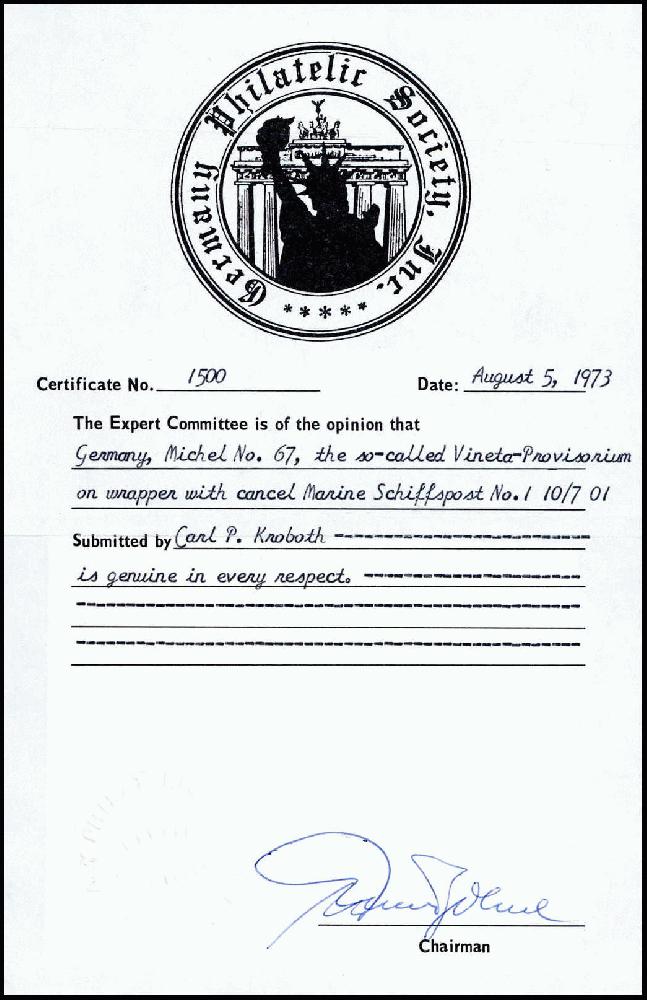 Germany Philatelic Society, Inc.
Certificate No. 1500
Date: August 5, 1973
The Expert Committee is of the opinion that
Germany, Michel No. 67, the so-called Vineta-Provisorium
on wrapper with cancel Marine Schiffspost No. 1 10/7 01
Submitted by Carl P. Kroboth
is genuine in every respect.
Chairman